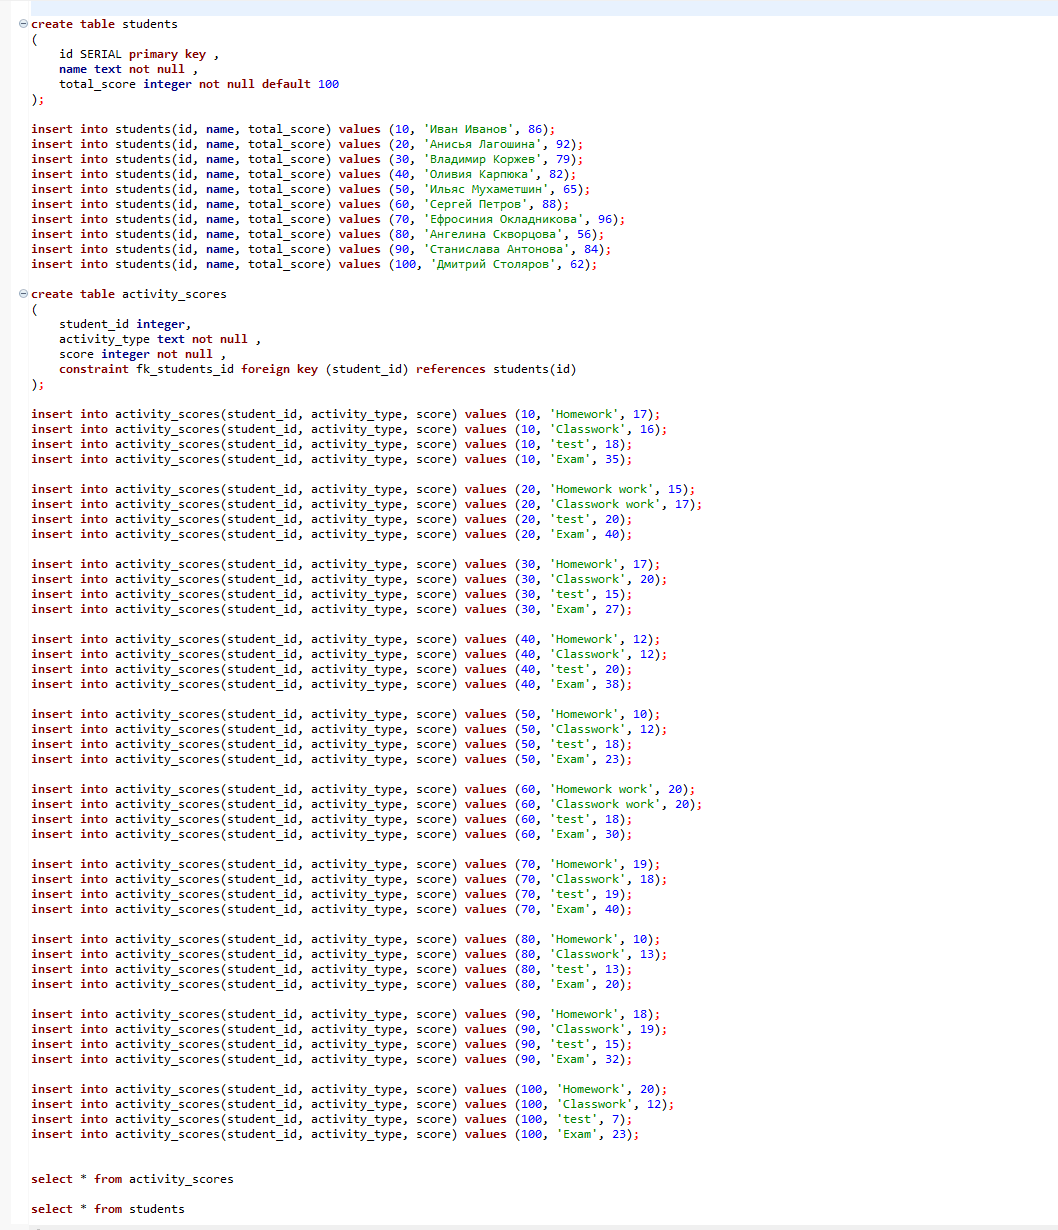 create table students
(
    id SERIAL primary key ,
    name text not null ,
    total_score integer not null default 100
);
insert into students(id, name, total_score) values (10, 'Иван Иванов', 86);
insert into students(id, name, total_score) values (20, 'Анисья Лагошина', 92);
insert into students(id, name, total_score) values (30, 'Владимир Коржев', 79);
insert into students(id, name, total_score) values (40, 'Оливия Карпюка', 82);
insert into students(id, name, total_score) values (50, 'Ильяс Мухаметшин', 65);
insert into students(id, name, total_score) values (60, 'Сергей Петров', 88);
insert into students(id, name, total_score) values (70, 'Ефросиния Окладникова', 96);
insert into students(id, name, total_score) values (80, 'Ангелина Скворцова', 56);
insert into students(id, name, total_score) values (90, 'Станислава Антонова', 84);
insert into students(id, name, total_score) values (100, 'Дмитрий Столяров', 62);
create table activity_scores
(
    student_id integer,
    activity_type text not null ,
    score integer not null ,
    constraint fk_students_id foreign key (student_id) references students(id)
);
insert into activity_scores(student_id, activity_type, score) values (10, 'Homework', 17);
insert into activity_scores(student_id, activity_type, score) values (10, 'Classwork', 16);
insert into activity_scores(student_id, activity_type, score) values (10, 'test', 18);
insert into activity_scores(student_id, activity_type, score) values (10, 'Exam', 35);
insert into activity_scores(student_id, activity_type, score) values (20, 'Homework work', 15);
insert into activity_scores(student_id, activity_type, score) values (20, 'Classwork work', 17);
insert into activity_scores(student_id, activity_type, score) values (20, 'test', 20);
insert into activity_scores(student_id, activity_type, score) values (20, 'Exam', 40);
insert into activity_scores(student_id, activity_type, score) values (30, 'Homework', 17);
insert into activity_scores(student_id, activity_type, score) values (30, 'Classwork', 20);
insert into activity_scores(student_id, activity_type, score) values (30, 'test', 15);
insert into activity_scores(student_id, activity_type, score) values (30, 'Exam', 27);
insert into activity_scores(student_id, activity_type, score) values (40, 'Homework', 12);
insert into activity_scores(student_id, activity_type, score) values (40, 'Classwork', 12);
insert into activity_scores(student_id, activity_type, score) values (40, 'test', 20);
insert into activity_scores(student_id, activity_type, score) values (40, 'Exam', 38);
insert into activity_scores(student_id, activity_type, score) values (50, 'Homework', 10);
insert into activity_scores(student_id, activity_type, score) values (50, 'Classwork', 12);
insert into activity_scores(student_id, activity_type, score) values (50, 'test', 18);
insert into activity_scores(student_id, activity_type, score) values (50, 'Exam', 23);
insert into activity_scores(student_id, activity_type, score) values (60, 'Homework work', 20);
insert into activity_scores(student_id, activity_type, score) values (60, 'Classwork work', 20);
insert into activity_scores(student_id, activity_type, score) values (60, 'test', 18);
insert into activity_scores(student_id, activity_type, score) values (60, 'Exam', 30);
insert into activity_scores(student_id, activity_type, score) values (70, 'Homework', 19);
insert into activity_scores(student_id, activity_type, score) values (70, 'Classwork', 18);
insert into activity_scores(student_id, activity_type, score) values (70, 'test', 19);
insert into activity_scores(student_id, activity_type, score) values (70, 'Exam', 40);
insert into activity_scores(student_id, activity_type, score) values (80, 'Homework', 10);
insert into activity_scores(student_id, activity_type, score) values (80, 'Classwork', 13);
insert into activity_scores(student_id, activity_type, score) values (80, 'test', 13);
insert into activity_scores(student_id, activity_type, score) values (80, 'Exam', 20);
insert into activity_scores(student_id, activity_type, score) values (90, 'Homework', 18);
insert into activity_scores(student_id, activity_type, score) values (90, 'Classwork', 19);
insert into activity_scores(student_id, activity_type, score) values (90, 'test', 15);
insert into activity_scores(student_id, activity_type, score) values (90, 'Exam', 32);
insert into activity_scores(student_id, activity_type, score) values (100, 'Homework', 20);
insert into activity_scores(student_id, activity_type, score) values (100, 'Classwork', 12);
insert into activity_scores(student_id, activity_type, score) values (100, 'test', 7);
insert into activity_scores(student_id, activity_type, score) values (100, 'Exam', 23);
select * from activity_scores
select * from students